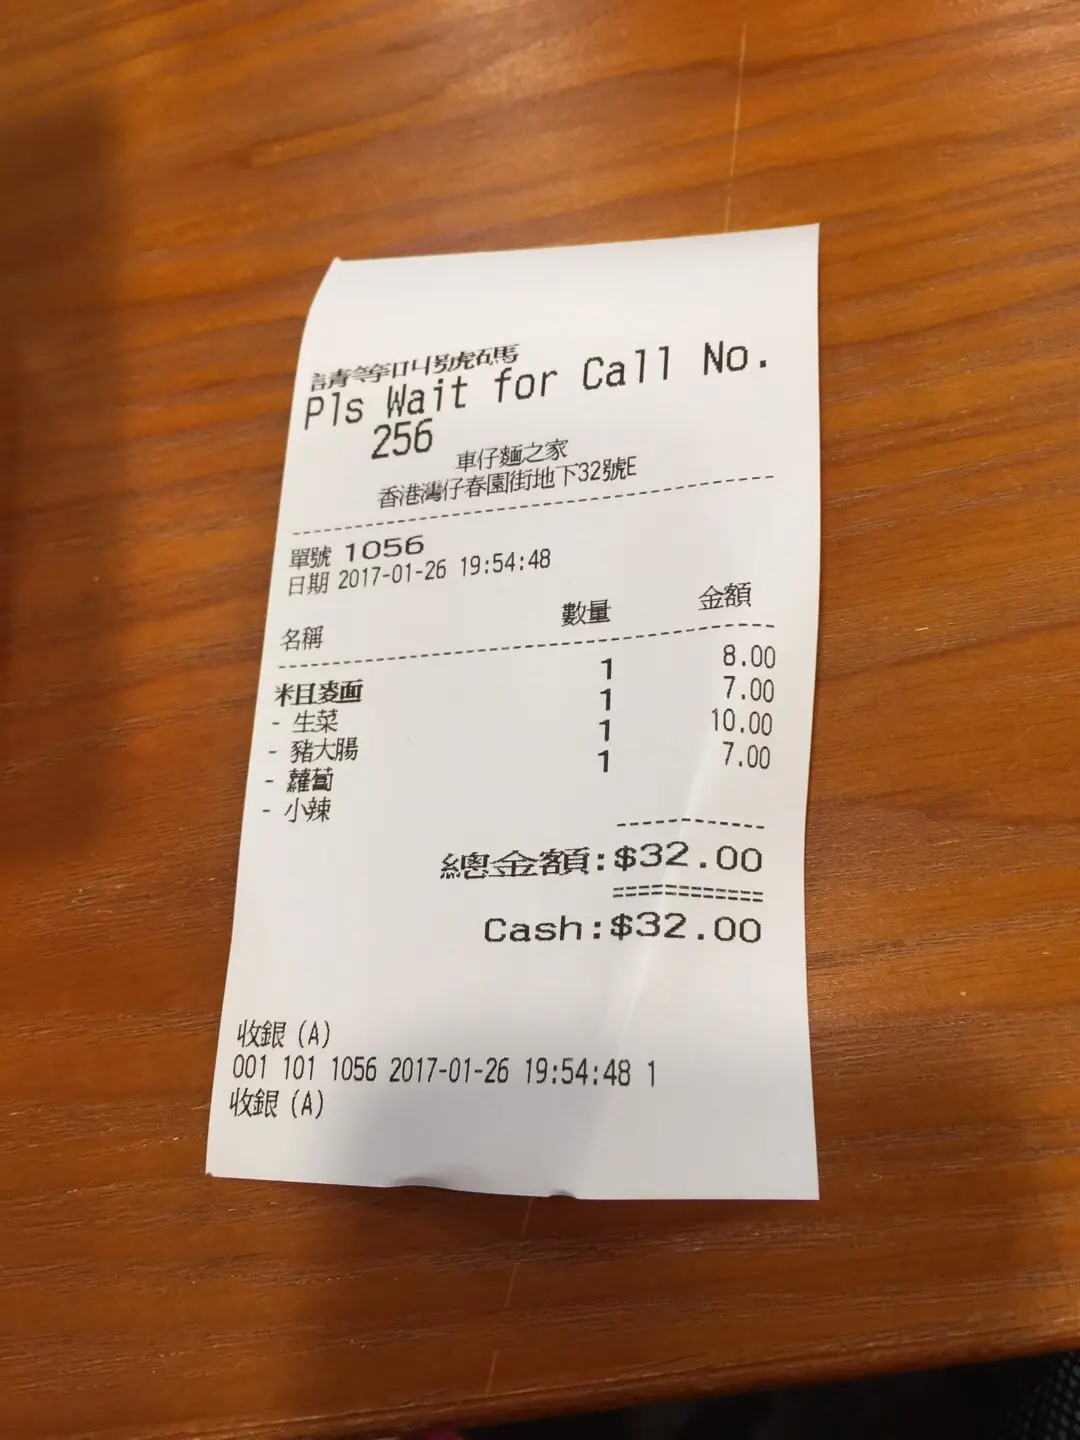 請等叫號碼
Pls Wait for Call No.
256
車仔麵之家
香港灣仔春園街地下32號E
單號 1056
日期 2017-01-26 19:54:48
名稱 數量 金額
粗麵 1 8.00
- 生菜 1 7.00
- 豬大腸 1 10.00
- 蘿蔔 1 7.00
- 小辣
總金額:$32.00
Cash:$32.00
收銀 (A)
001 101 1056 2017-01-26 19:54:48 1
收銀 (A)